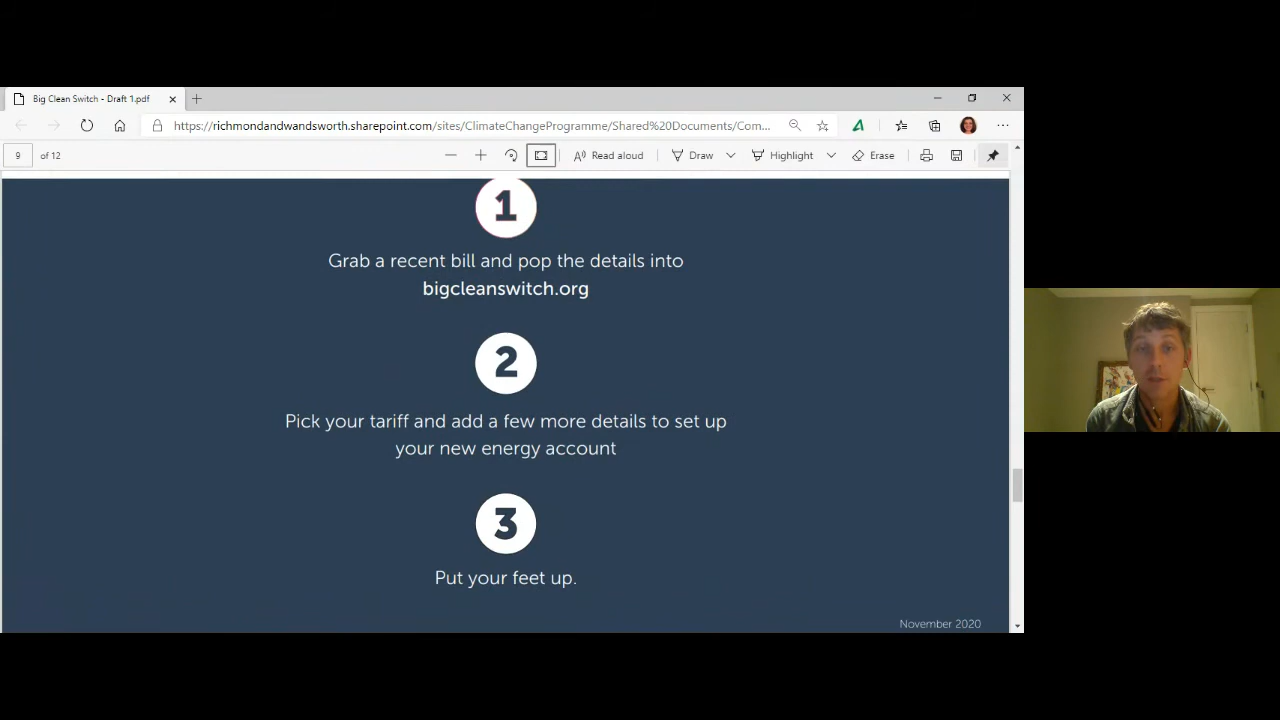 Big Clean Switch - Draft 1.pdf
https://richmondandwandsworth.sharepoint.com/sites/ClimateChangeProgramme/Shared%20Documents/Com...
9 of 12
Read aloud
Draw
Highlight
Erase
1
Grab a recent bill and pop the details into
bigcleanswitch.org
2
Pick your tariff and add a few more details to set up
your new energy account
3
Put your feet up.
November 2020